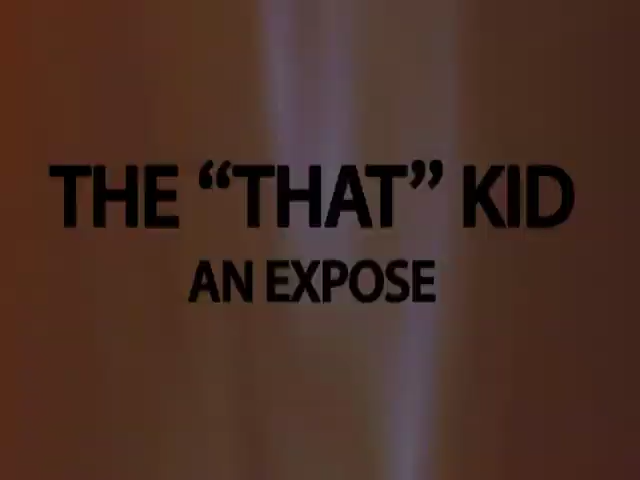 THE “THAT” KID
AN EXPOSE